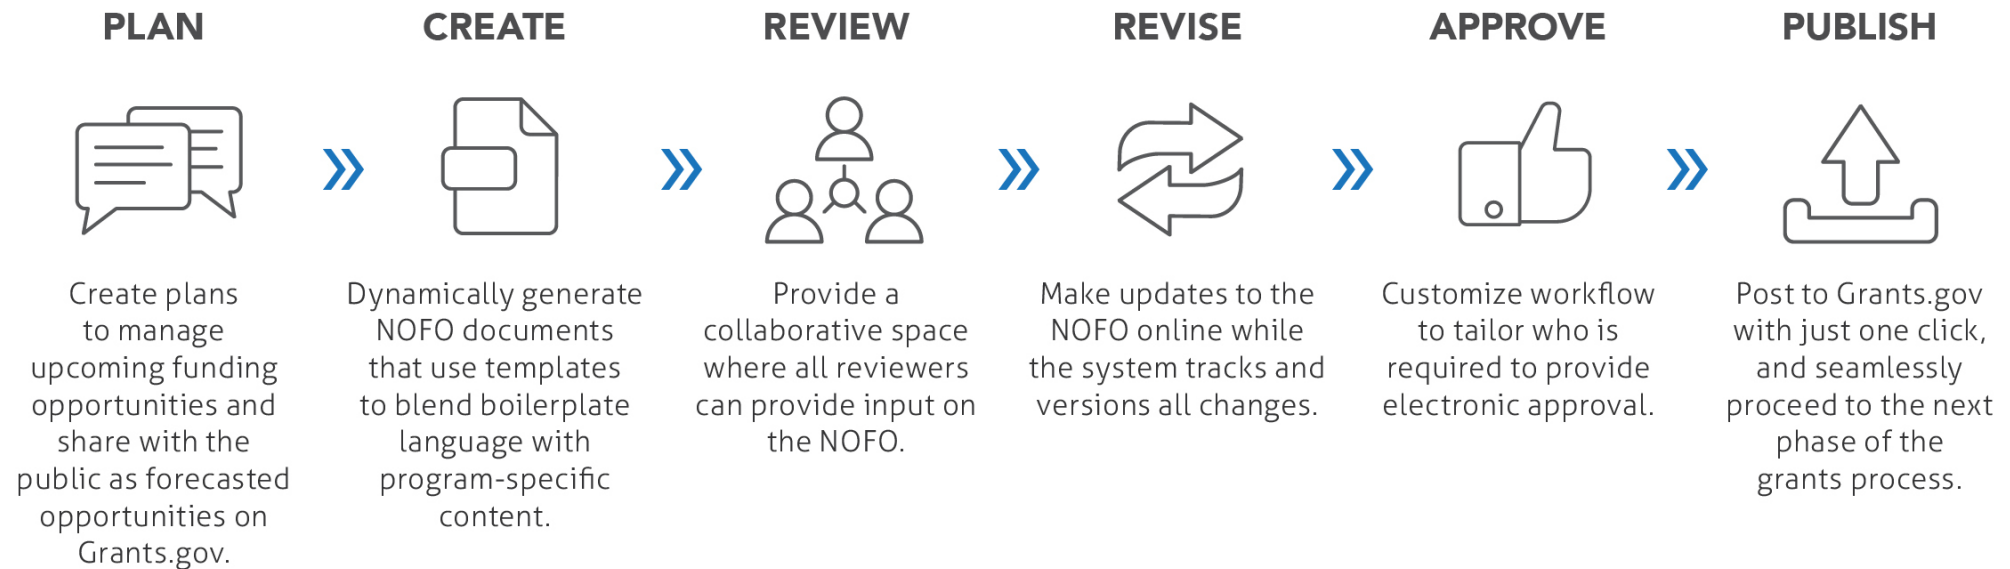 PLAN
Create plans
to manage
upcoming funding
opportunities and
share with the
public as forecasted
opportunities on
Grants.gov.
CREATE
Dynamically generate
NOFO documents
that use templates
to blend boilerplate
language with
program-specific
content.
REVIEW
Provide a
collaborative space
where all reviewers
can provide input on
the NOFO.
REVISE
Make updates to the
NOFO online while
the system tracks and
versions all changes.
APPROVE
Customize workflow
to tailor who is
required to provide
electronic approval.
PUBLISH
Post to Grants.gov
with just one click,
and seamlessly
proceed to the next
phase of the
grants process.